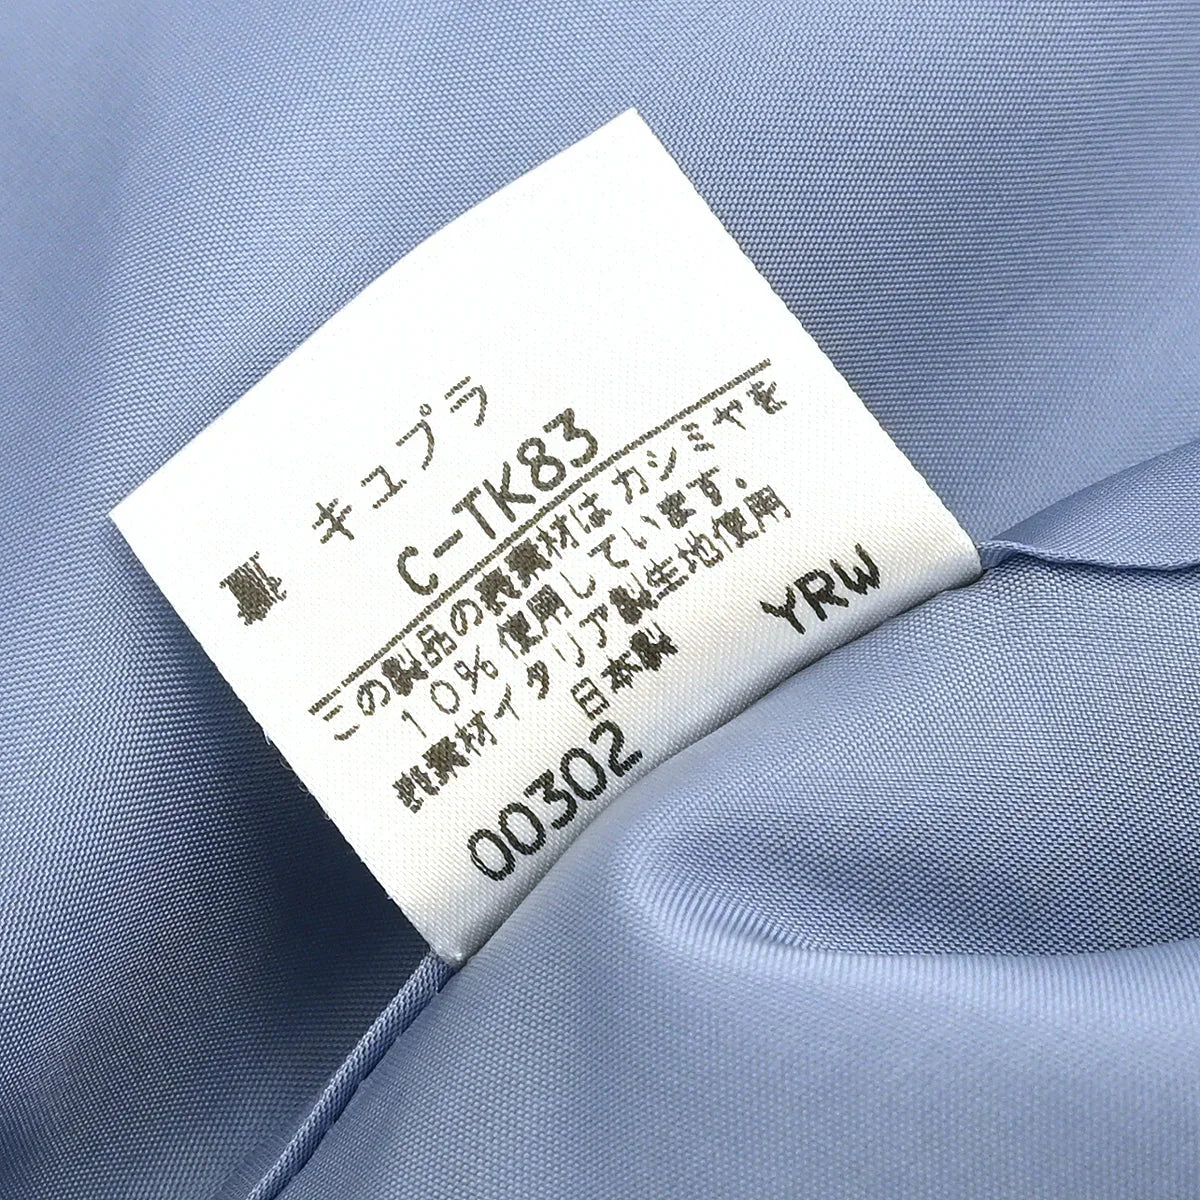 裏 キュプラ
C-TK83
この製品の表素材はカシミヤを
10%使用しています。
表素材イタリア製生地使用
日本製
00302 YRW